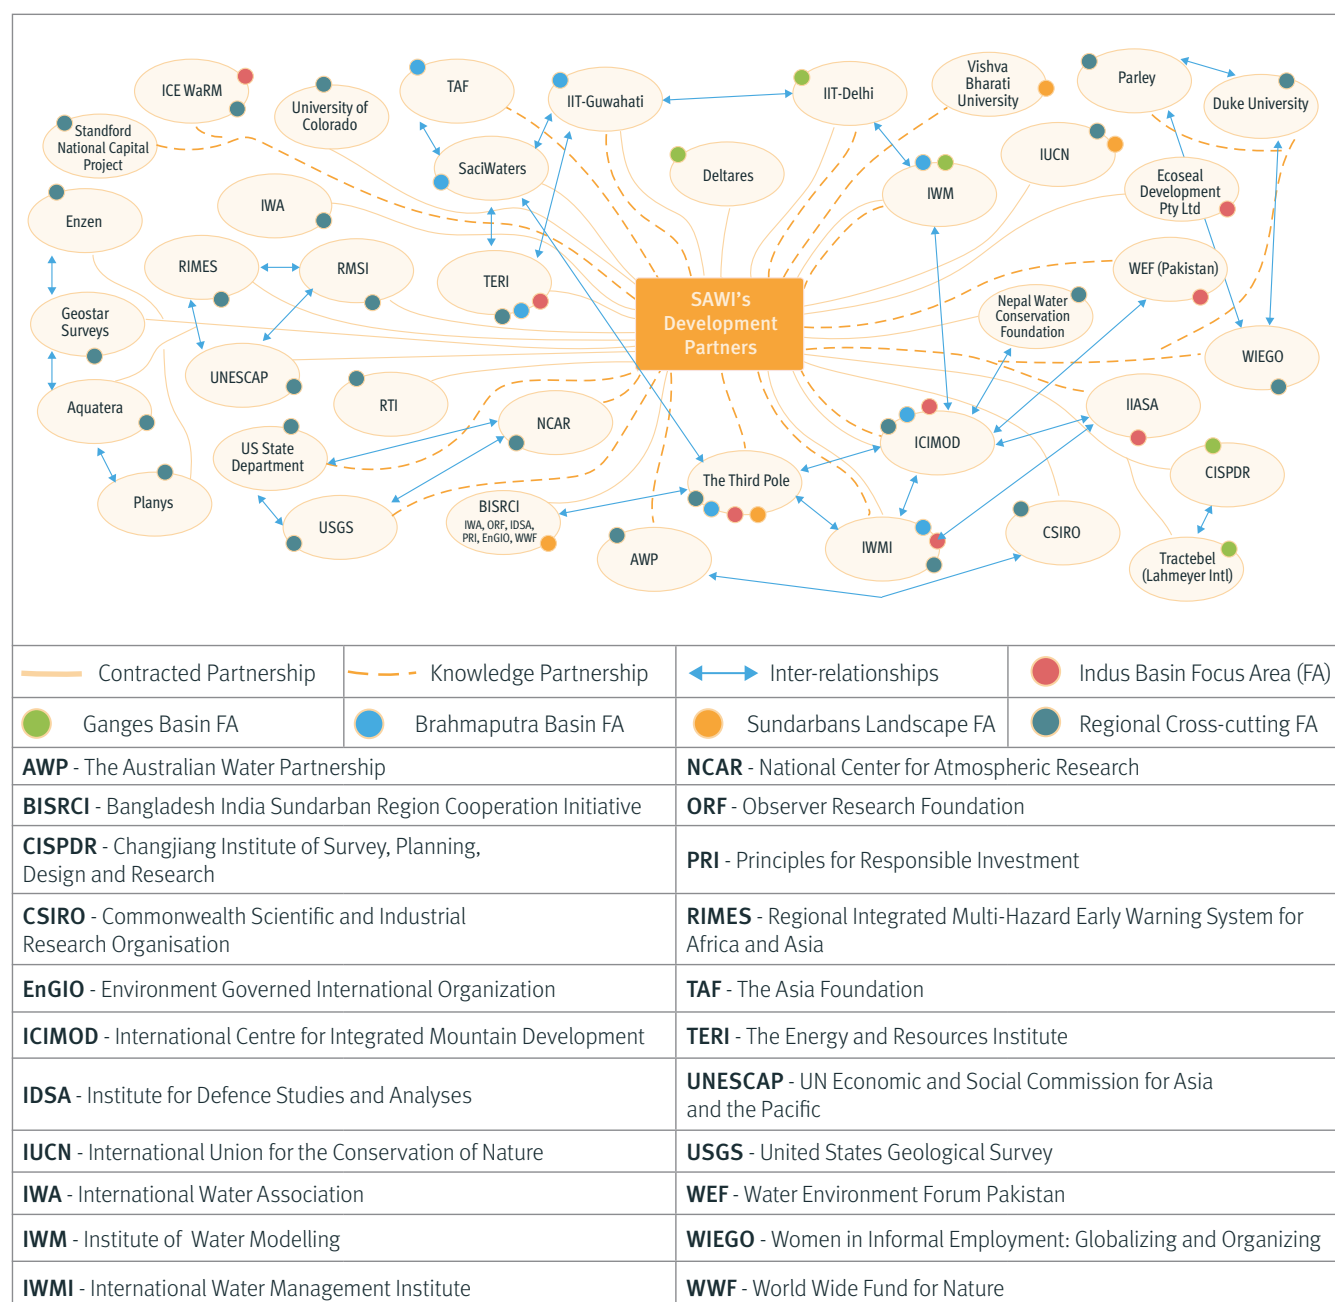 ICE WaRM
University of
Colorado
TAF
IIT-Guwahati
IIT-Delhi
Vishva
Bharati
University
Parley
Duke University
Standford
National Capital
Project
SaciWaters
Deltares
IWM
IUCN
Ecoseal
Development
Pty Ltd
Enzen
IWA
RIMES
RMSI
TERI
SAWI's
Development
Partners
WEF (Pakistan)
Nepal Water
Conservation
Foundation
Geostar
Surveys
UNESCAP
RTI
WIEGO
Aquatera
US State
Department
NCAR
ICIMOD
IIASA
Planys
USGS
BISRCI
IWA, ORF, IDSA,
PRI, EnGIO, WWF
The Third Pole
CISPDR
AWP
IWMI
CSIRO
Tractebel
(Lahmeyer Intl)
Contracted Partnership
Knowledge Partnership
Inter-relationships
Indus Basin Focus Area (FA)
Ganges Basin FA
Brahmaputra Basin FA
Sundarbans Landscape FA
Regional Cross-cutting FA
AWP - The Australian Water Partnership
NCAR - National Center for Atmospheric Research
BISRCI - Bangladesh India Sundarban Region Cooperation Initiative
ORF - Observer Research Foundation
CISPDR - Changjiang Institute of Survey, Planning,
Design and Research
PRI - Principles for Responsible Investment
CSIRO - Commonwealth Scientific and Industrial
Research Organisation
RIMES - Regional Integrated Multi-Hazard Early Warning System for
Africa and Asia
EnGIO - Environment Governed International Organization
TAF - The Asia Foundation
ICIMOD - International Centre for Integrated Mountain Development
TERI - The Energy and Resources Institute
IDSA - Institute for Defence Studies and Analyses
UNESCAP - UN Economic and Social Commission for Asia
and the Pacific
IUCN - International Union for the Conservation of Nature
USGS - United States Geological Survey
IWA - International Water Association
WEF - Water Environment Forum Pakistan
IWM - Institute of Water Modelling
WIEGO - Women in Informal Employment: Globalizing and Organizing
IWMI - International Water Management Institute
WWF - World Wide Fund for Nature